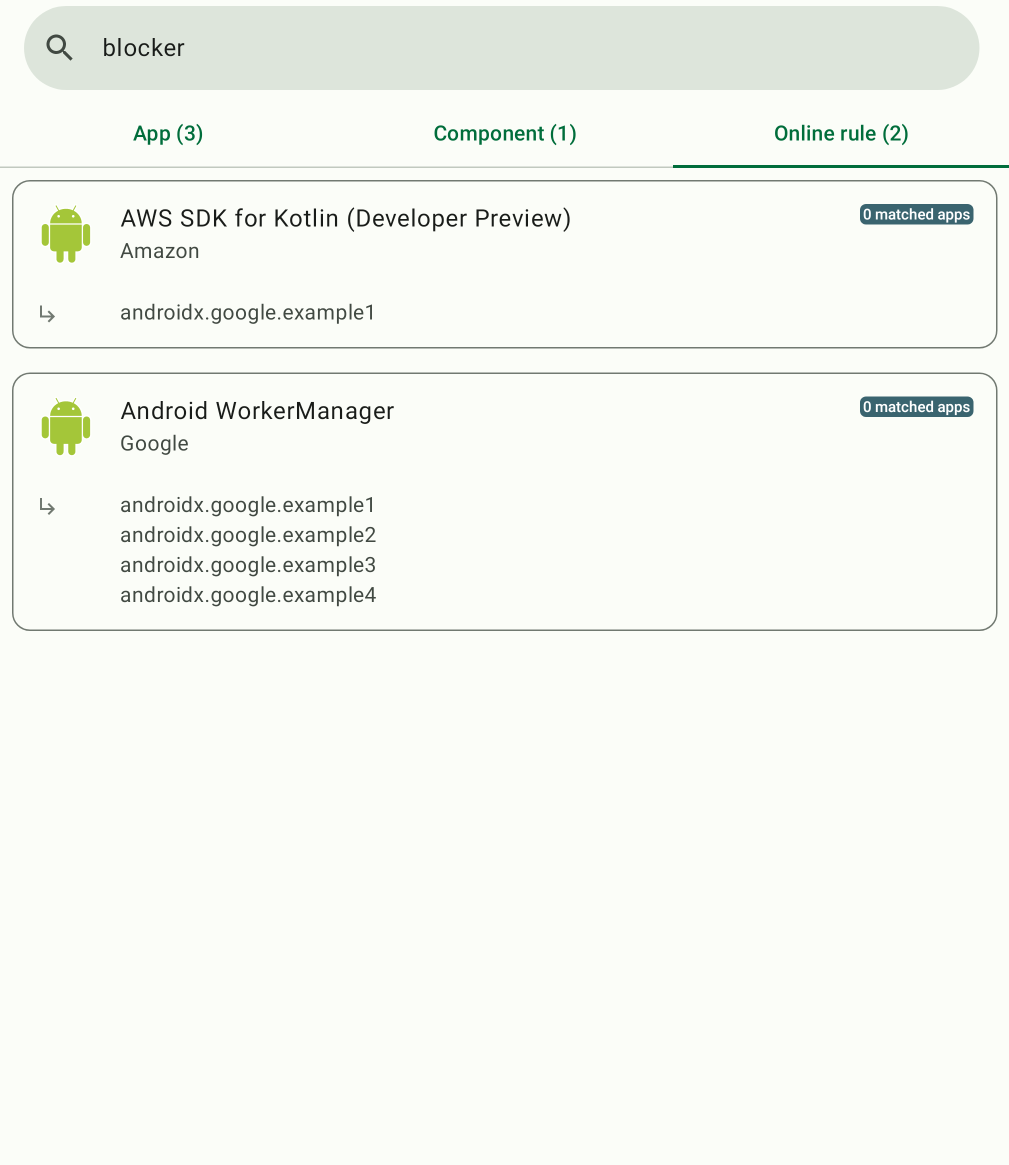 blocker
App (3)
Component (1)
Online rule (2)
AWS SDK for Kotlin (Developer Preview)
0 matched apps
Amazon
androidx.google.example1
Android WorkerManager
0 matched apps
Google
androidx.google.example1
androidx.google.example2
androidx.google.example3
androidx.google.example4